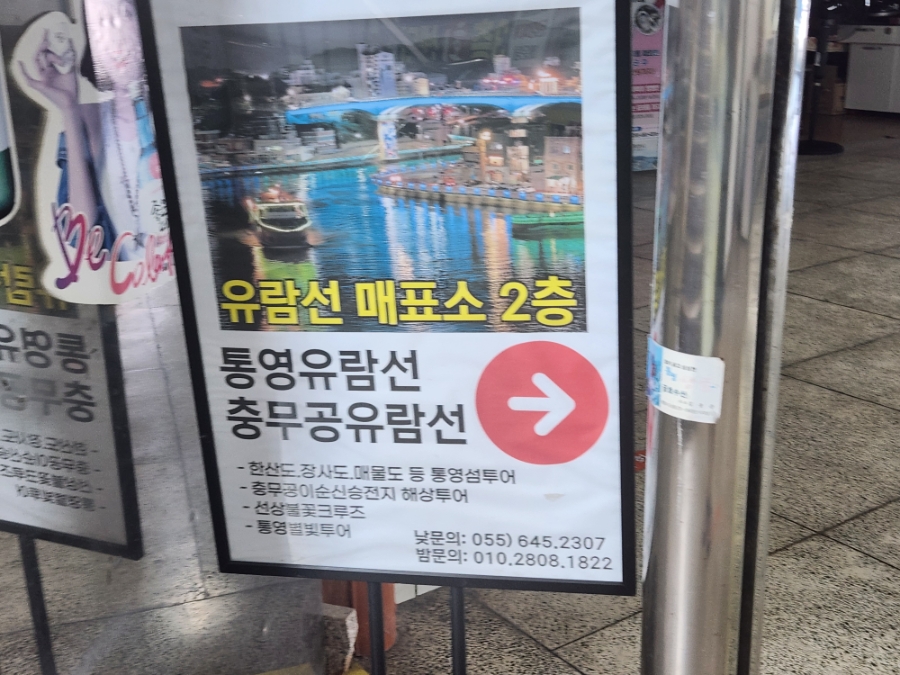 유람선 매표소 2층
통영유람선
충무공유람선
- 한산도.장사도.매물도 등 통영섬투어
- 충무공이순신승전지 해상투어
- 선상불꽃크루즈
- 통영별빛투어
낮문의: 055) 645.2307
밤문의: 010.2808.1822
Be Colorful